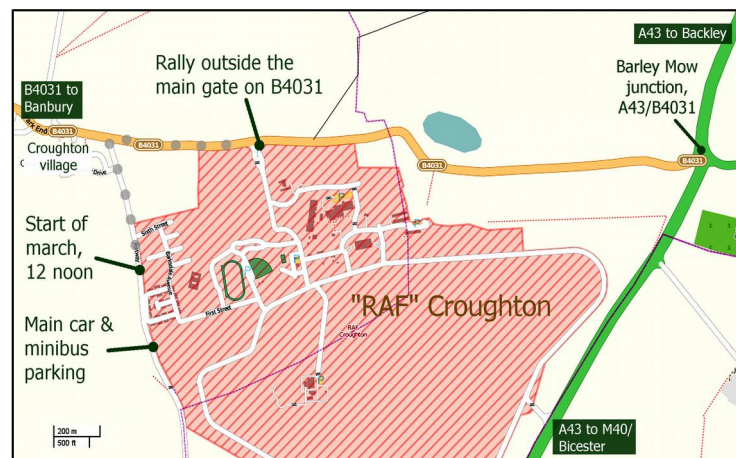 A43 to Backley
Rally outside the
main gate on B4031
Barley Mow
junction,
A43/B4031
B4031 to
Banbury
Park End
B4031
B4031
B4031
B4031
Croughton
village
Drive
Start of
march,
12 noon
Sixth Street
First Street
P
P
P
P
"RAF" Croughton
RAF
Croughton
Main car &
minibus
parking
200 m
500 ft
A43 to M40/
Bicester